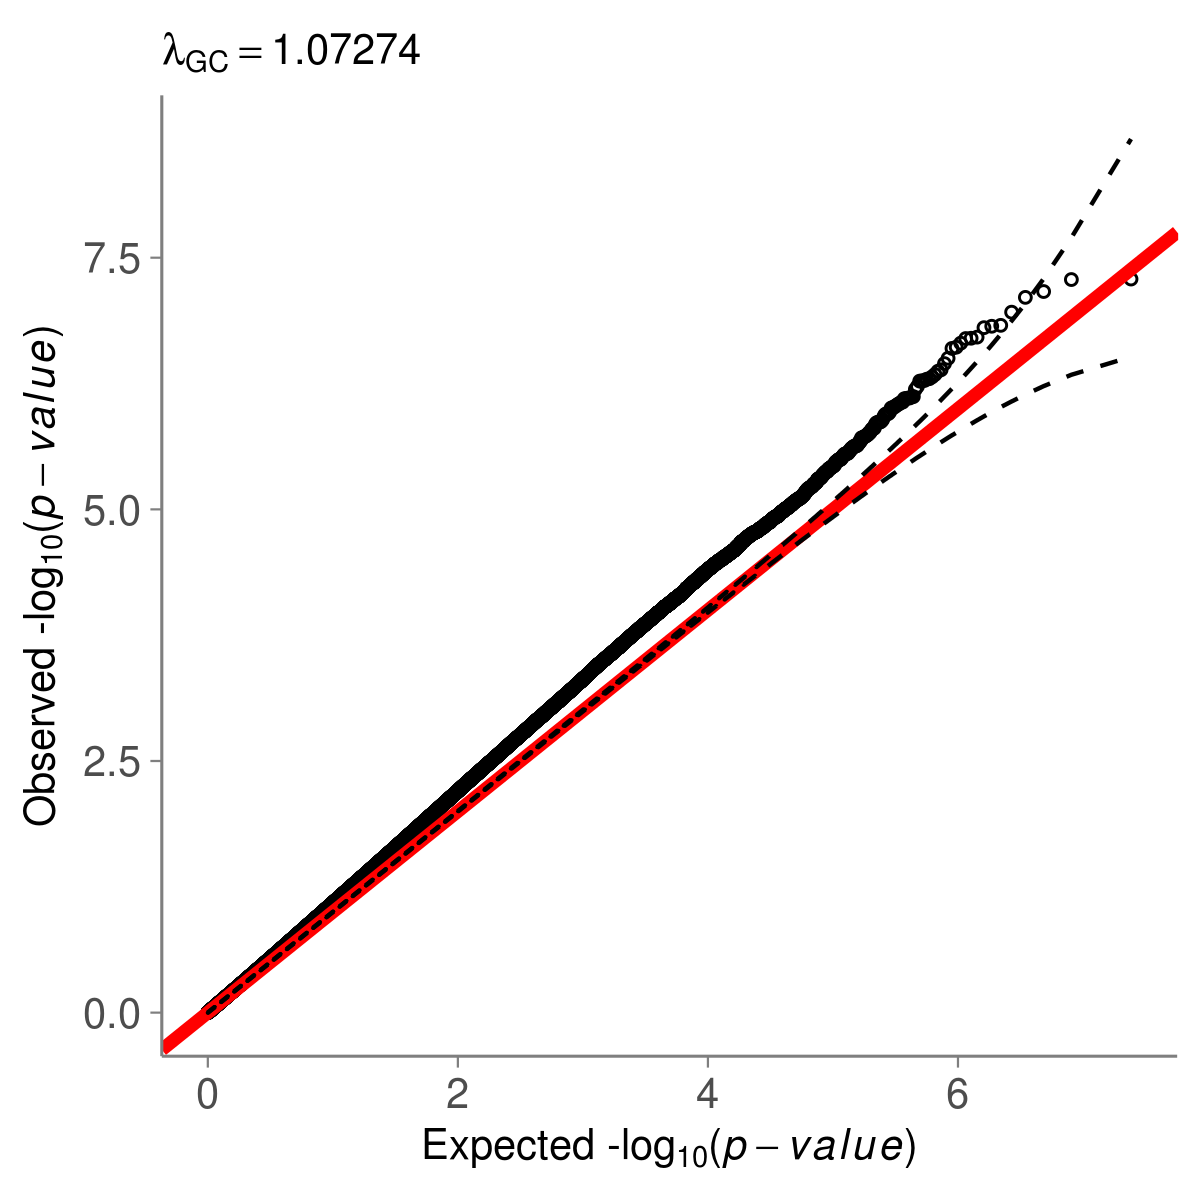 λGC = 1.07274
Observed -log10(p − value)
7.5
5.0
2.5
0.0
0 2 4 6
Expected -log10(p − value)